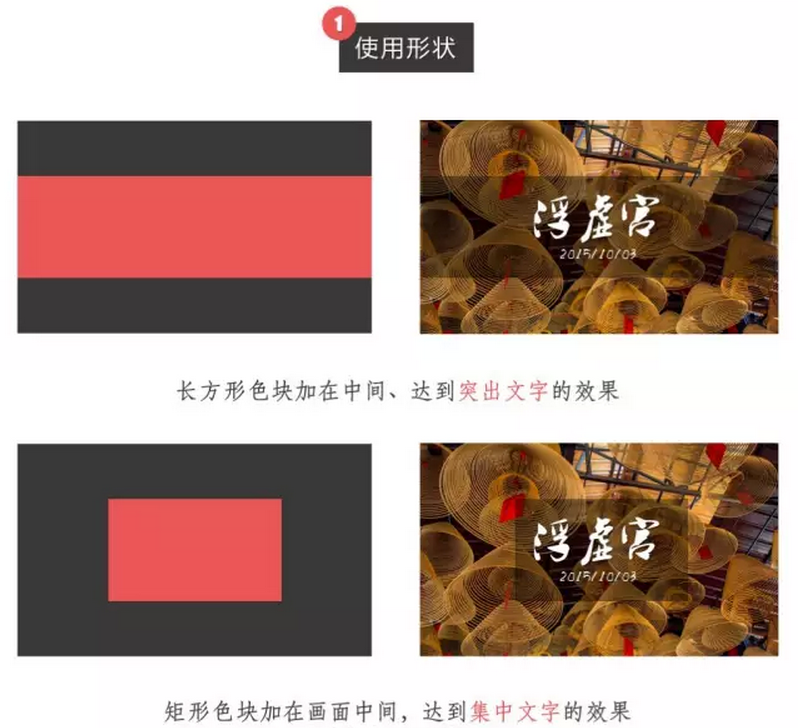 1
使用形状
浮虚宫
2015/10/03
长方形色块加在中间、达到突出文字的效果
浮虚宫
2015/10/03
矩形色块加在画面中间,达到集中文字的效果